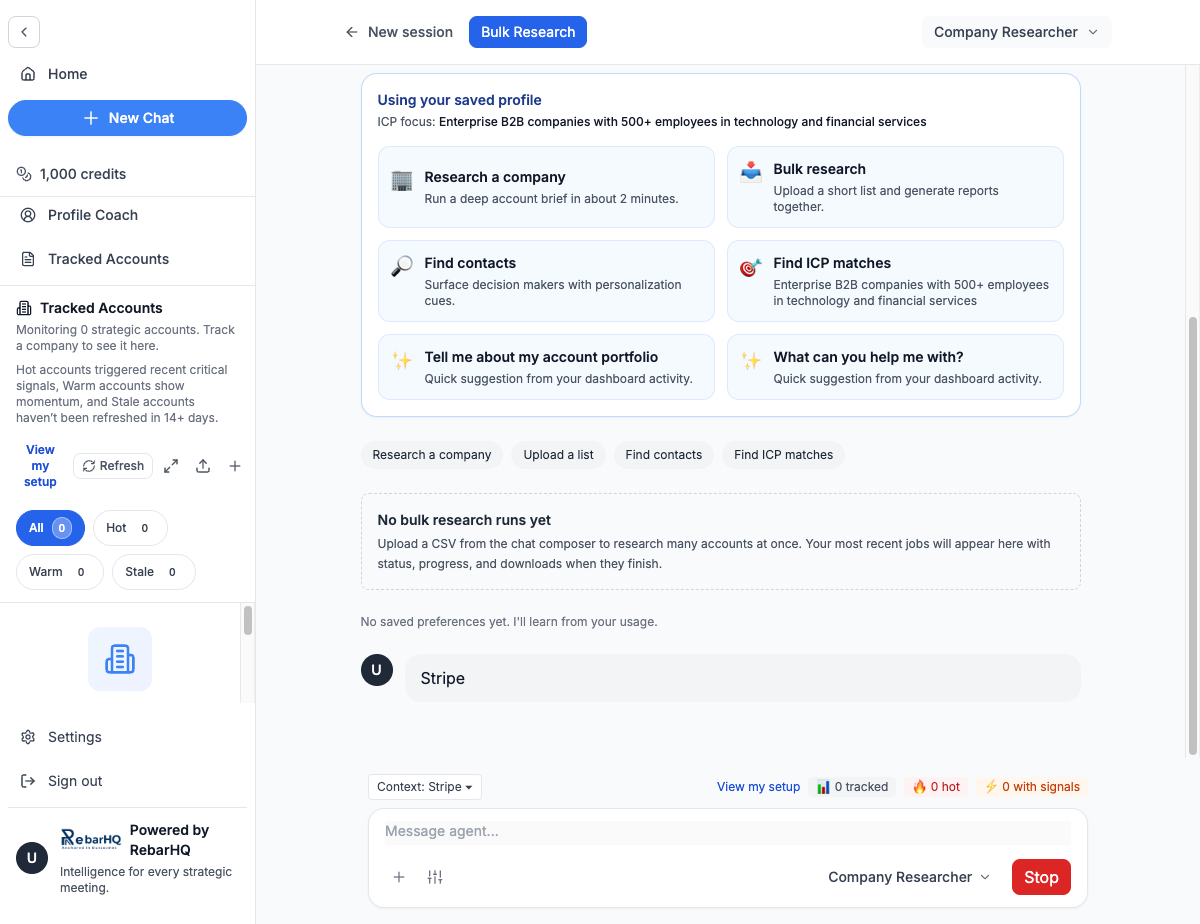 New session
Bulk Research
Company Researcher
Home
New Chat
1,000 credits
Profile Coach
Tracked Accounts
Tracked Accounts
Monitoring 0 strategic accounts. Track
a company to see it here.
Hot accounts triggered recent critical
signals, Warm accounts show
momentum, and Stale accounts
haven’t been refreshed in 14+ days.
View
my
setup
Refresh
All 0
Hot 0
Warm 0
Stale 0
Settings
Sign out
U
RebarHQ
Powered by
RebarHQ
Intelligence for every strategic
meeting.
Using your saved profile
ICP focus: Enterprise B2B companies with 500+ employees in technology and financial services
Research a company
Run a deep account brief in about 2 minutes.
Bulk research
Upload a short list and generate reports
together.
Find contacts
Surface decision makers with personalization
cues.
Find ICP matches
Enterprise B2B companies with 500+ employees
in technology and financial services
Tell me about my account portfolio
Quick suggestion from your dashboard activity.
What can you help me with?
Quick suggestion from your dashboard activity.
Research a company
Upload a list
Find contacts
Find ICP matches
No bulk research runs yet
Upload a CSV from the chat composer to research many accounts at once. Your most recent jobs will appear here with
status, progress, and downloads when they finish.
No saved preferences yet. I'll learn from your usage.
U
Stripe
Context: Stripe
View my setup
0 tracked
0 hot
0 with signals
Message agent...
Company Researcher
Stop